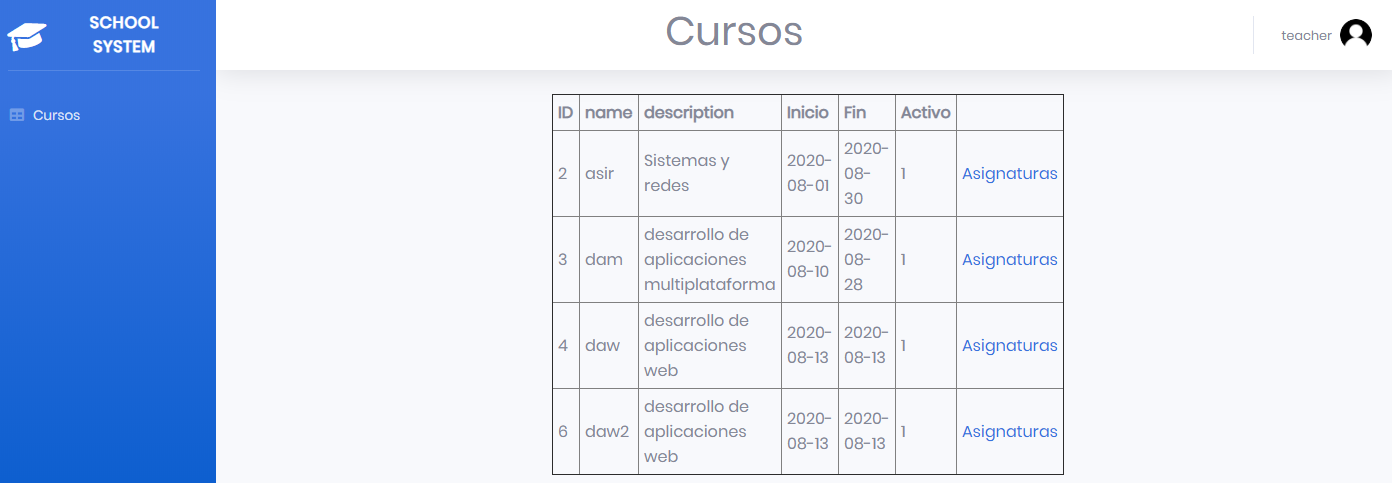 SCHOOL
SYSTEM
Cursos
teacher
Cursos
ID name description Inicio Fin Activo
2 asir Sistemas y redes 2020-08-01 2020-08-30 1 Asignaturas
3 dam desarrollo de aplicaciones multiplataforma 2020-08-10 2020-08-28 1 Asignaturas
4 daw desarrollo de aplicaciones web 2020-08-13 2020-08-13 1 Asignaturas
6 daw2 desarrollo de aplicaciones web 2020-08-13 2020-08-13 1 Asignaturas